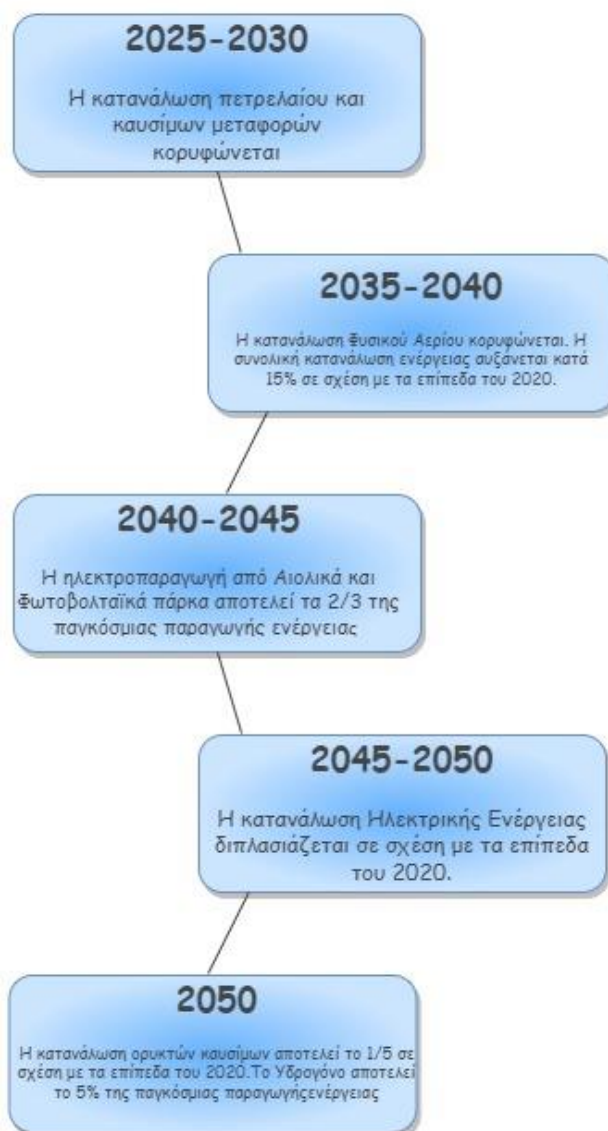 2025-2030
Η κατανάλωση πετρελαίου και
καυσίμων μεταφορών
κορυφώνεται
2035-2040
Η κατανάλωση Φυσικού Αερίου κορυφώνεται. Η
συνολική κατανάλωση ενέργειας αυξάνεται κατά
15% σε σχέση με τα επίπεδα του 2020.
2040-2045
Η ηλεκτροπαραγωγή από Αιολικά και
Φωτοβολταϊκά πάρκα αποτελεί τα 2/3 της
παγκόσμιας παραγωγής ενέργειας
2045-2050
Η κατανάλωση Ηλεκτρικής Ενέργειας
διπλασιάζεται σε σχέση με τα επίπεδα
του 2020.
2050
Η κατανάλωση ορυκτών καυσίμων αποτελεί το 1/5 σε
σχέση με τα επίπεδα του 2020.Το Υδρογόνο αποτελεί
το 5% της παγκόσμιας παραγωγήςενέργειας